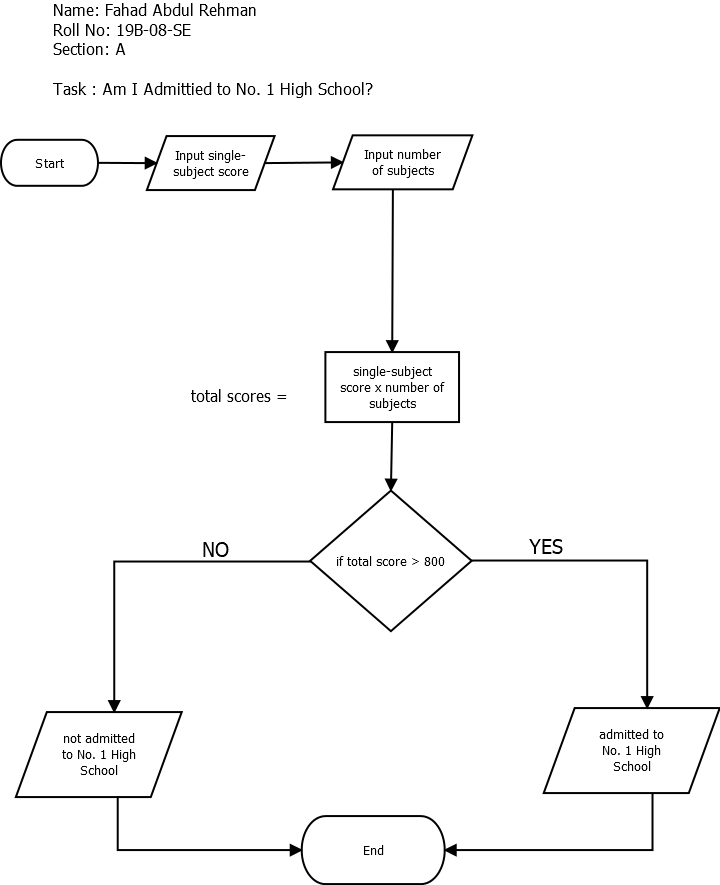 Name: Fahad Abdul Rehman
Roll No: 19B-08-SE
Section: A
Task : Am I Admittied to No. 1 High School?
Start
Input single-
subject score
Input number
of subjects
total scores =
single-subject
score x number of
subjects
if total score > 800
NO
YES
not admitted
to No. 1 High
School
admitted to
No. 1 High
School
End